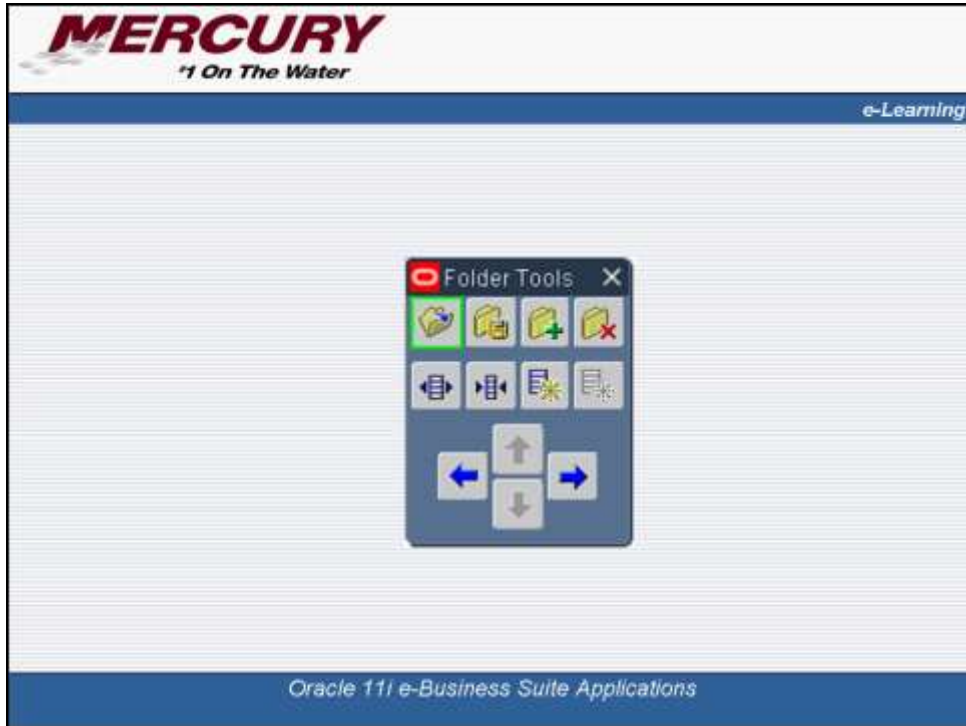 MERCURY
#1 On The Water
e-Learning
Folder Tools
Oracle 11i e-Business Suite Applications